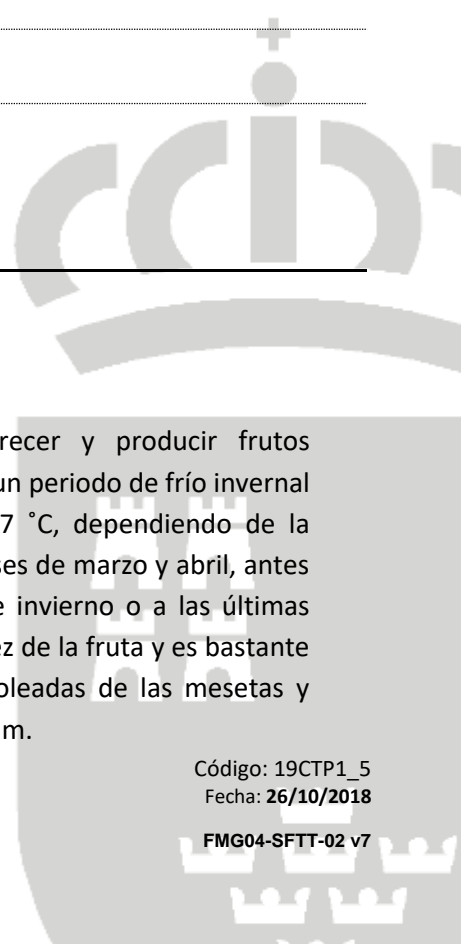 recer y producir frutos
un periodo de frío invernal
7 ˚C, dependiendo de la
ses de marzo y abril, antes
e invierno o a las últimas
ez de la fruta y es bastante
oleadas de las mesetas y
m.
Código: 19CTP1_5
Fecha: 26/10/2018
FMG04-SFTT-02 v7